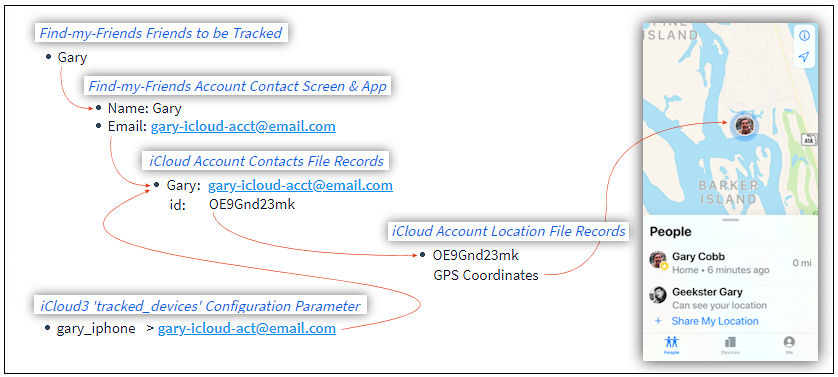 Find-my-Friends Friends to be Tracked
• Gary
Find-my-Friends Account Contact Screen & App
• Name: Gary
• Email: gary-icloud-acct@email.com
iCloud Account Contacts File Records
• Gary: gary-icloud-acct@email.com
id: OE9Gnd23mk
iCloud Account Location File Records
• OE9Gnd23mk
GPS Coordinates
iCloud3 'tracked_devices' Configuration Parameter
• gary_iphone > gary-icloud-act@email.com
PINE
ISLAND
A1A
BARKER
ISLAND
People
Gary Cobb
Home • 6 minutes ago
0 mi
Geekster Gary
Can see your location
+ Share My Location
People
Devices
Me